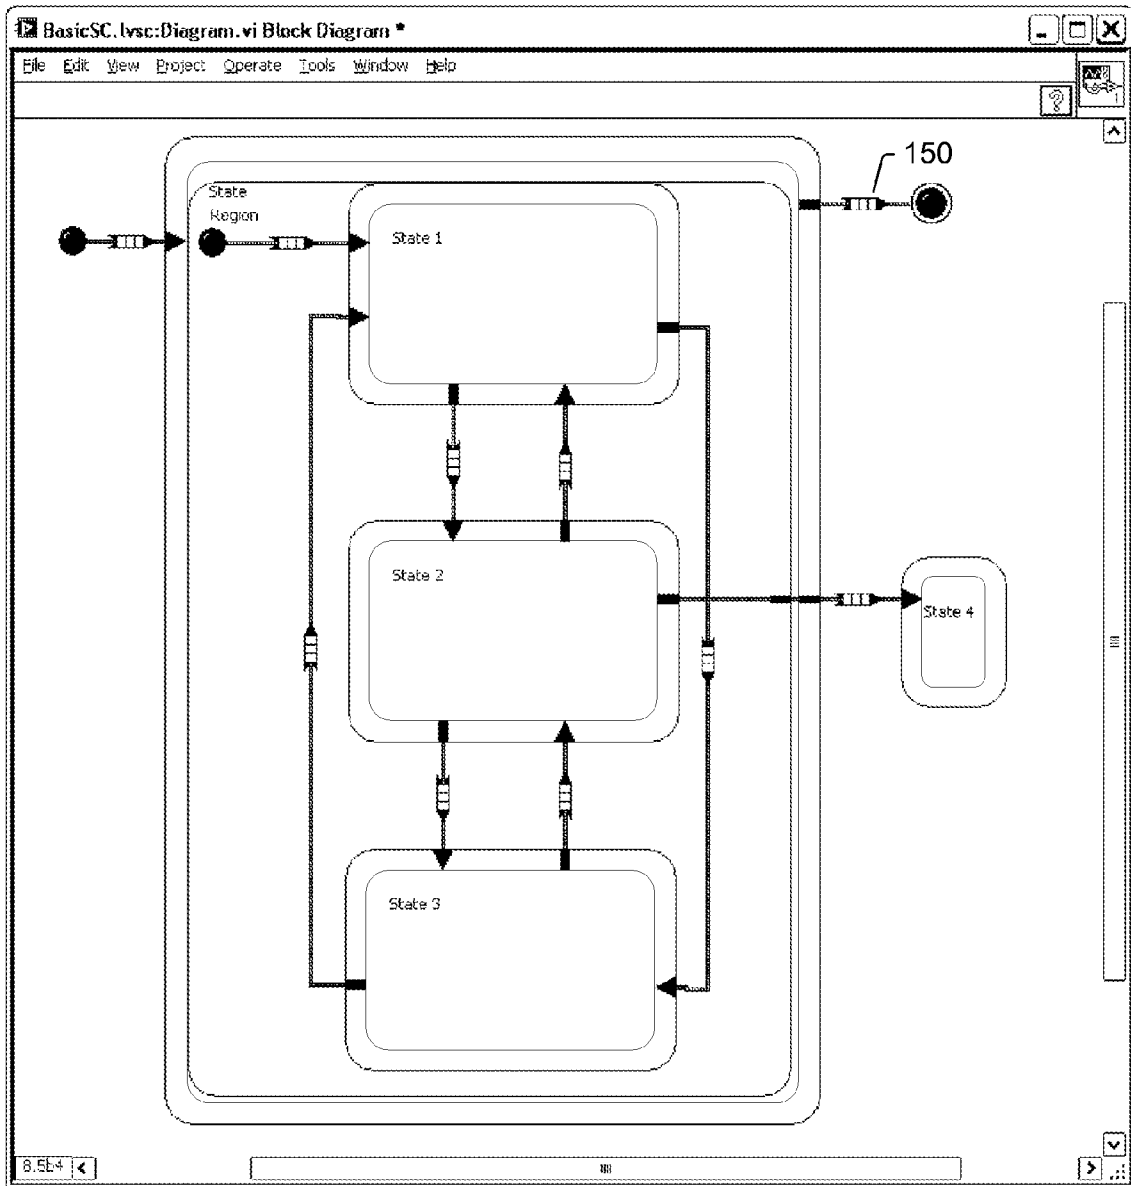 BasicSC.lvsc:Diagram.vi Block Diagram *
File Edit View Project Operate Tools Window Help
?
1
150
State
Region
State 1
State 2
State 4
State 3
8.5b4